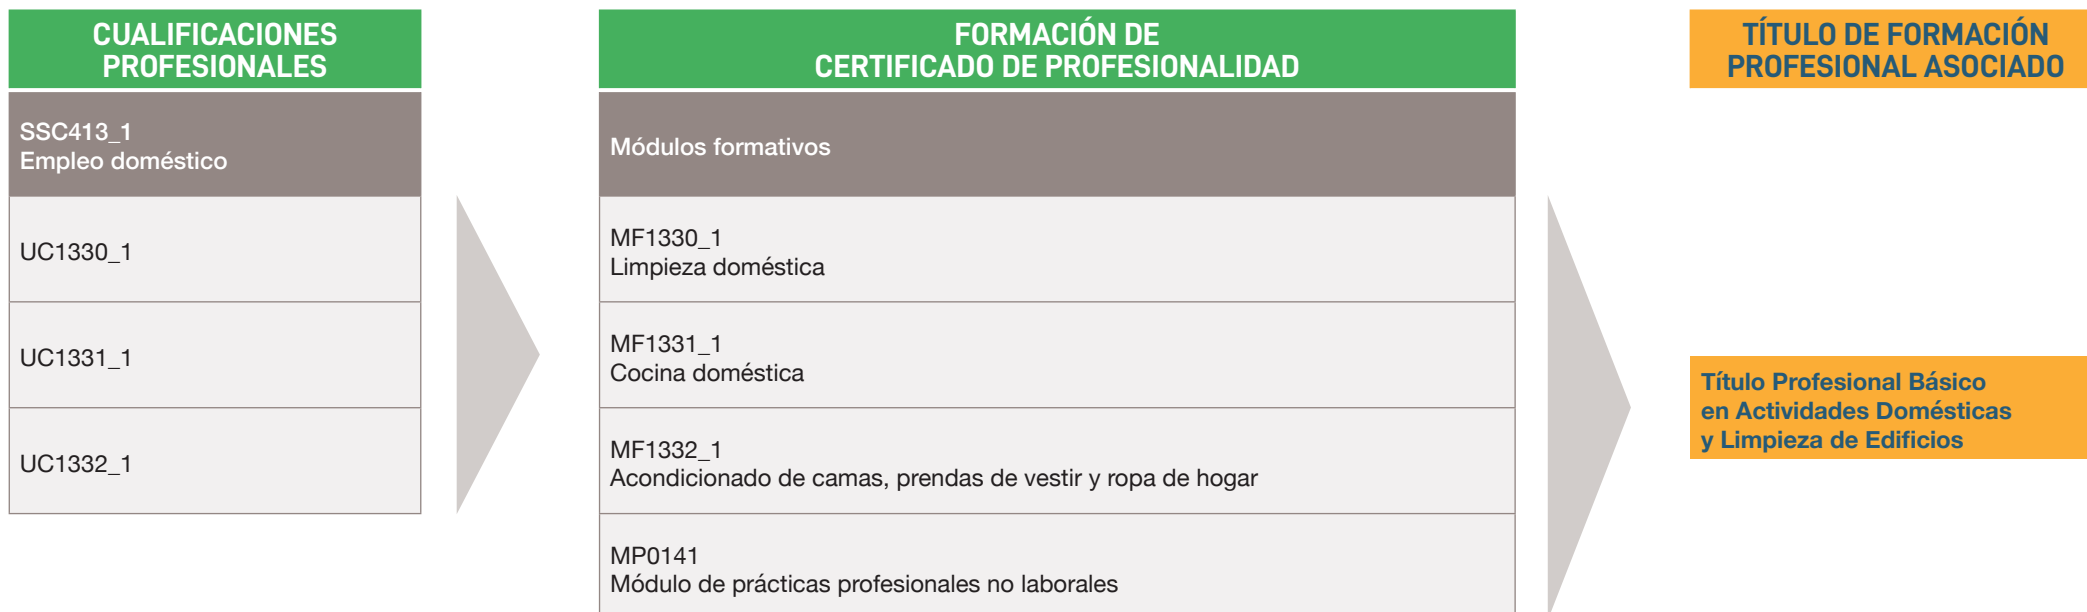 CUALIFICACIONES
PROFESIONALES
SSC413_1
Empleo doméstico
UC1330_1
UC1331_1
UC1332_1
FORMACIÓN DE
CERTIFICADO DE PROFESIONALIDAD
Módulos formativos
MF1330_1
Limpieza doméstica
MF1331_1
Cocina doméstica
MF1332_1
Acondicionado de camas, prendas de vestir y ropa de hogar
MP0141
Módulo de prácticas profesionales no laborales
TÍTULO DE FORMACIÓN
PROFESIONAL ASOCIADO
Título Profesional Básico
en Actividades Domésticas
y Limpieza de Edificios